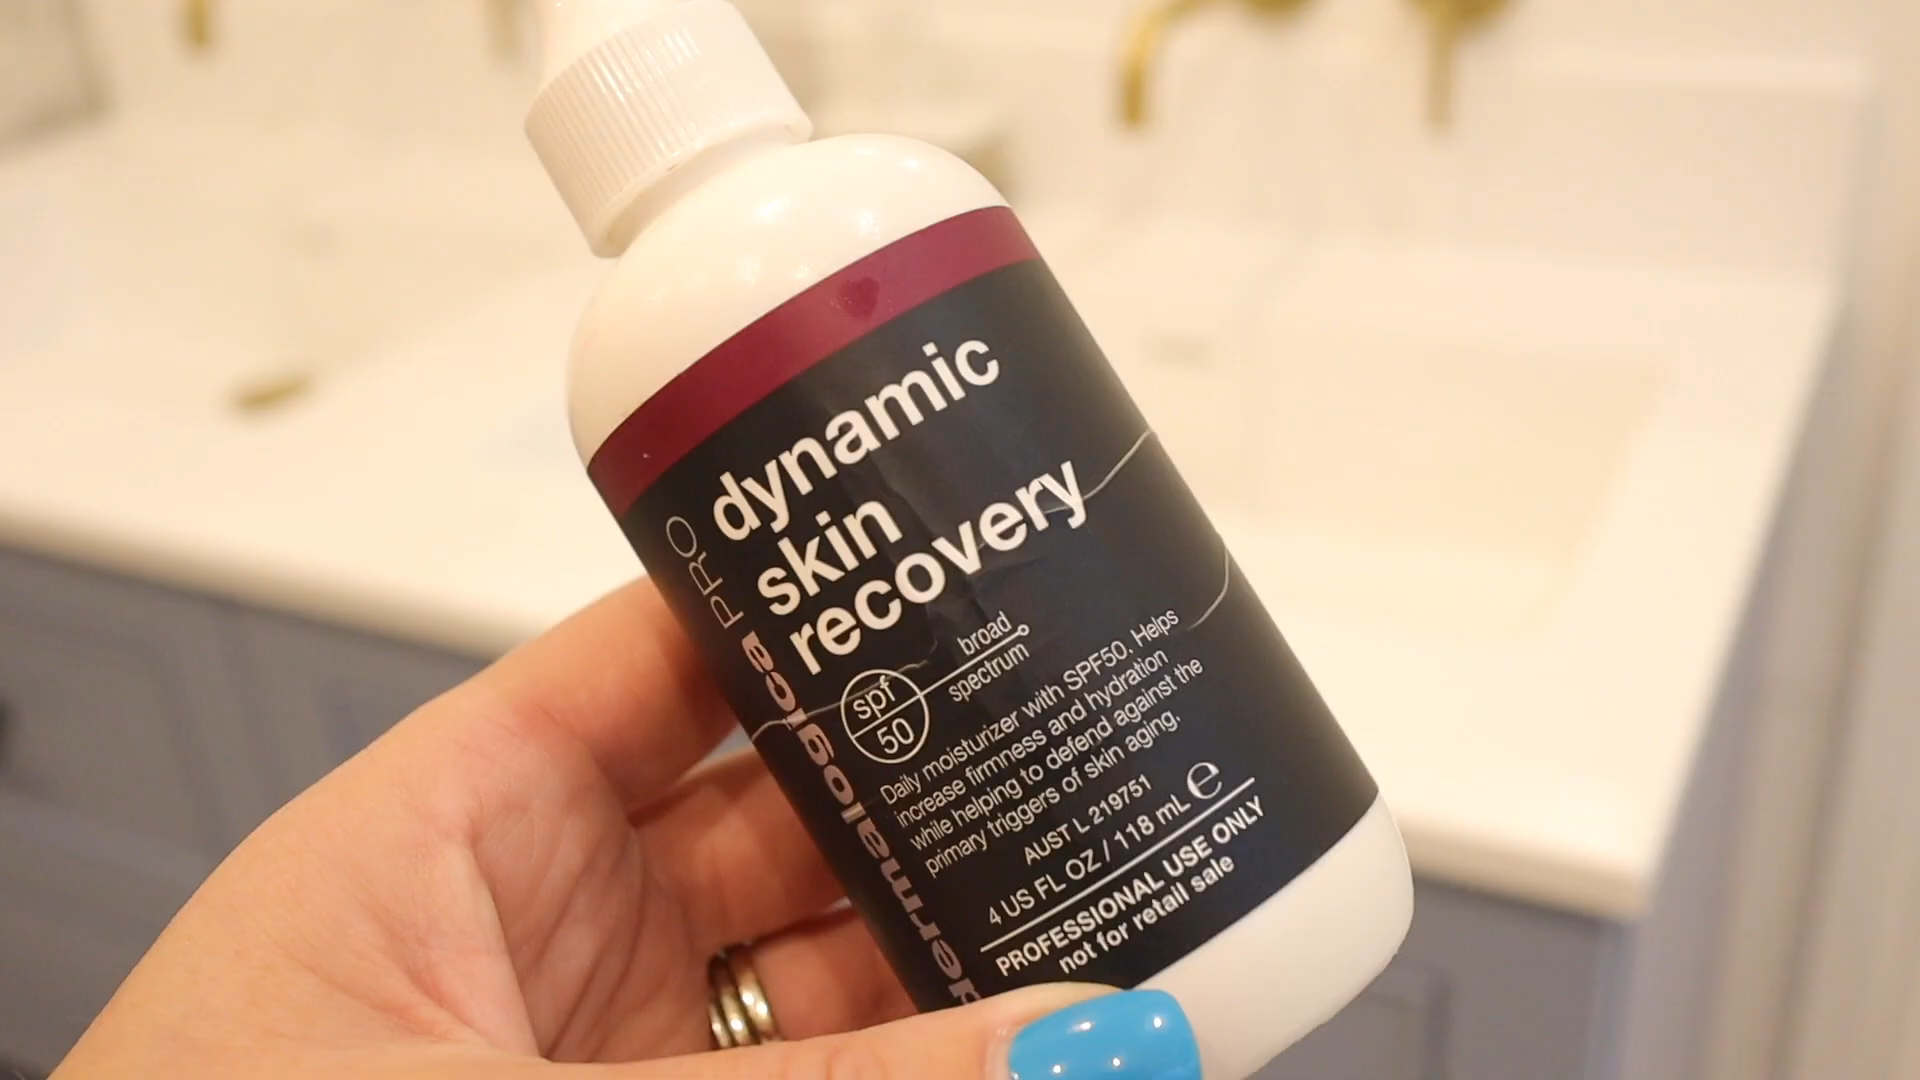 dynamic
skin
recovery
dermalogica PRO
spf
50
broad
spectrum
Daily moisturizer with SPF50. Helps
increase firmness and hydration
while helping to defend against the
primary triggers of skin aging.
AUST L 219751
4 US FL OZ / 118 mL ℮
PROFESSIONAL USE ONLY
not for retail sale